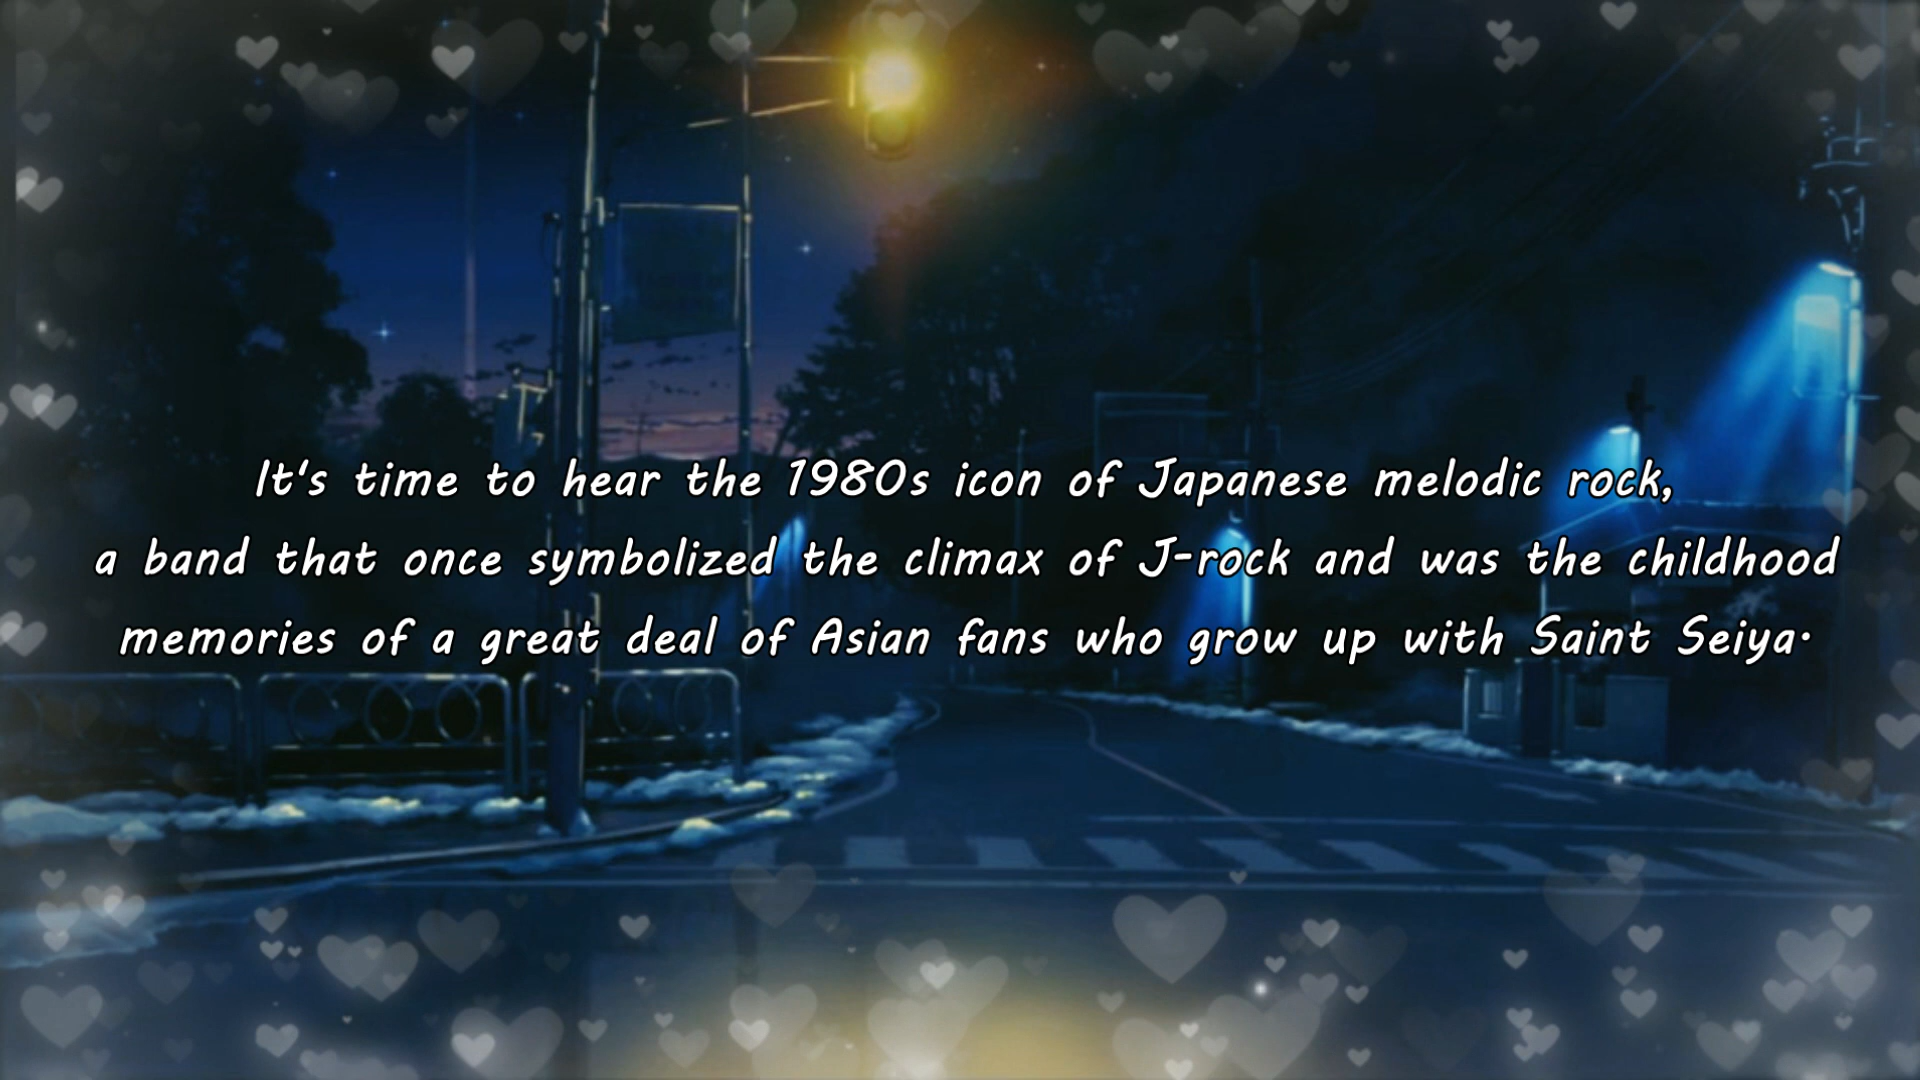 It's time to hear the 1980s icon of Japanese melodic rock,
a band that once symbolized the climax of J-rock and was the childhood
memories of a great deal of Asian fans who grow up with Saint Seiya.